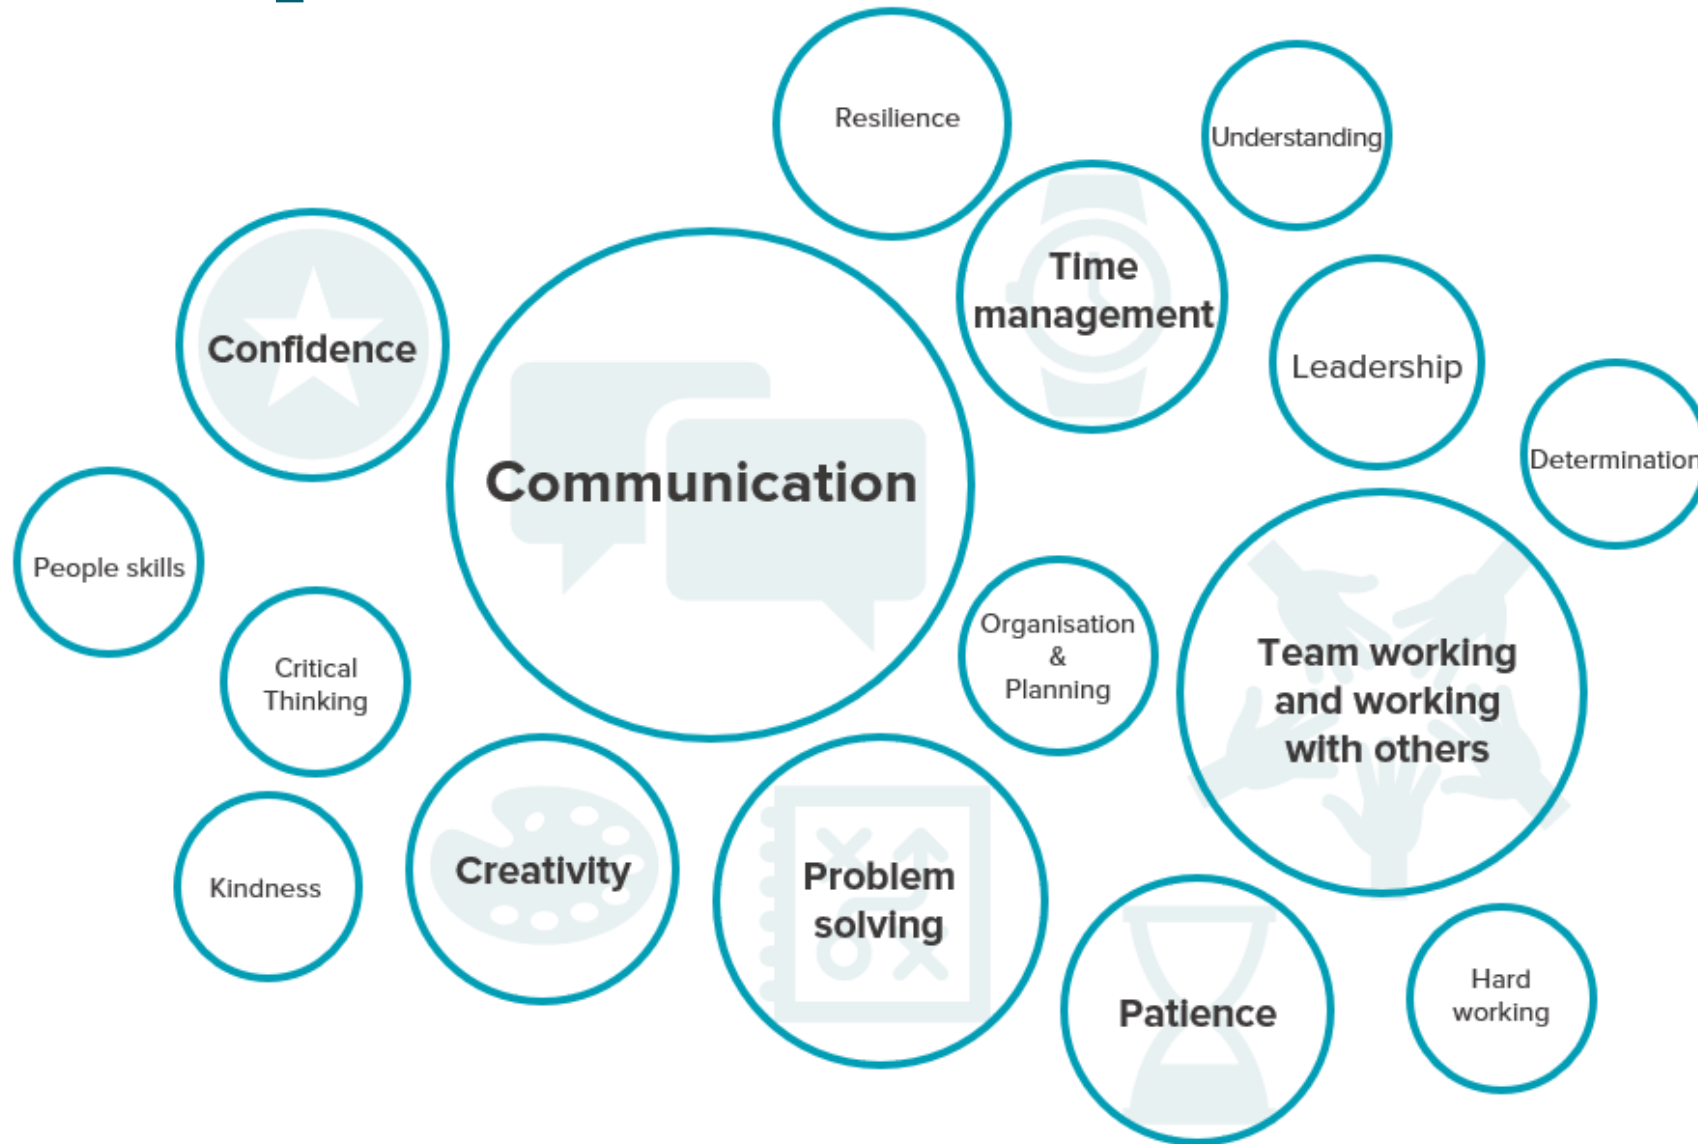 Resilience
Understanding
Time
management
Confidence
Leadership
Determination
Communication
People skills
Organisation
&
Planning
Team working
and working
with others
Critical
Thinking
Creativity
Problem
solving
Kindness
Patience
Hard
working